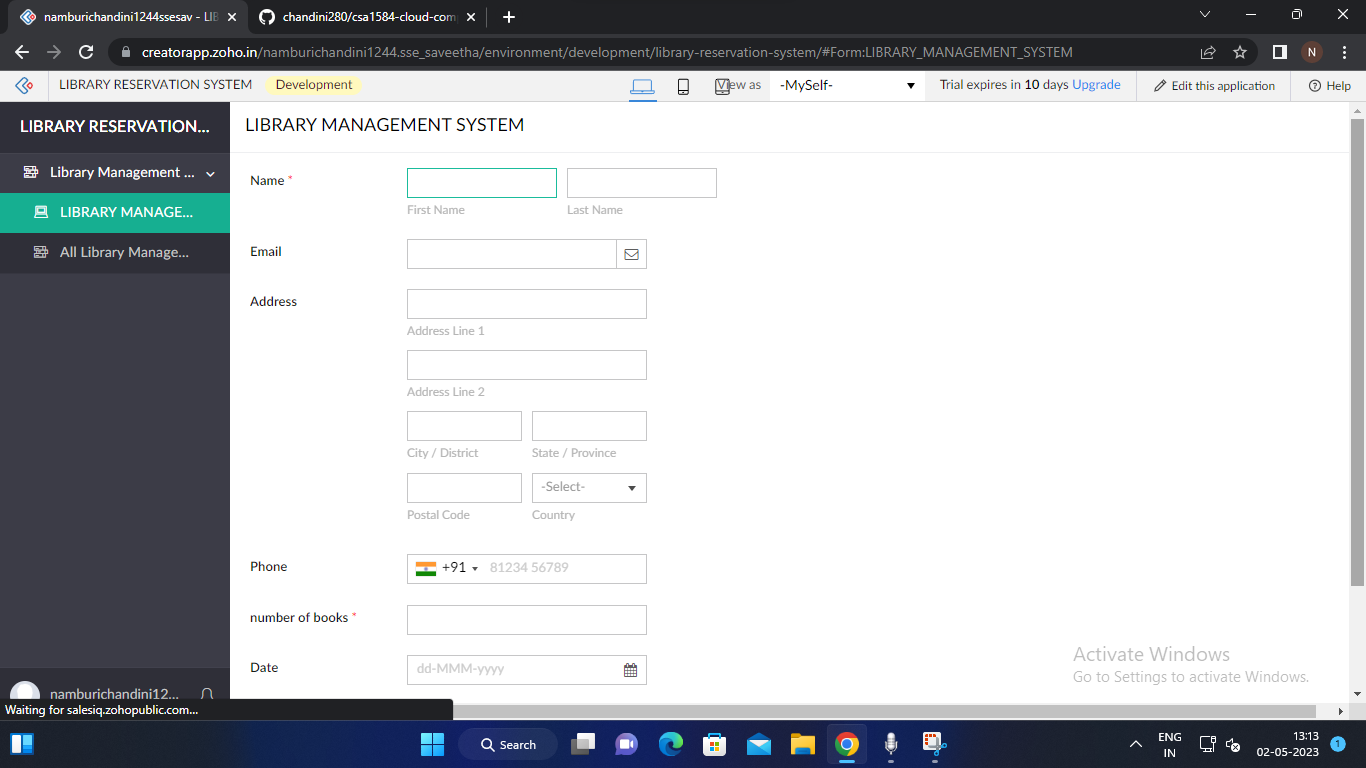 namburichandini1244ssesav - LIB
chandini280/csa1584-cloud-com
creatorapp.zoho.in/namburichandini1244.sse_saveetha/environment/development/library-reservation-system/#Form:LIBRARY_MANAGEMENT_SYSTEM
N
LIBRARY RESERVATION SYSTEM Development View as -MySelf- Trial expires in 10 days Upgrade Edit this application Help
LIBRARY RESERVATION...
LIBRARY MANAGEMENT SYSTEM
Library Management ...
LIBRARY MANAGE...
All Library Manage...
Name *
First Name Last Name
Email
Address
Address Line 1
Address Line 2
City / District State / Province
-Select-
Postal Code Country
Phone +91 81234 56789
number of books *
Date dd-MMM-yyyy
Activate Windows
Go to Settings to activate Windows.
namburichandini12...
Waiting for salesiq.zohopublic.com...
Search
ENG
IN
13:13
02-05-2023
1